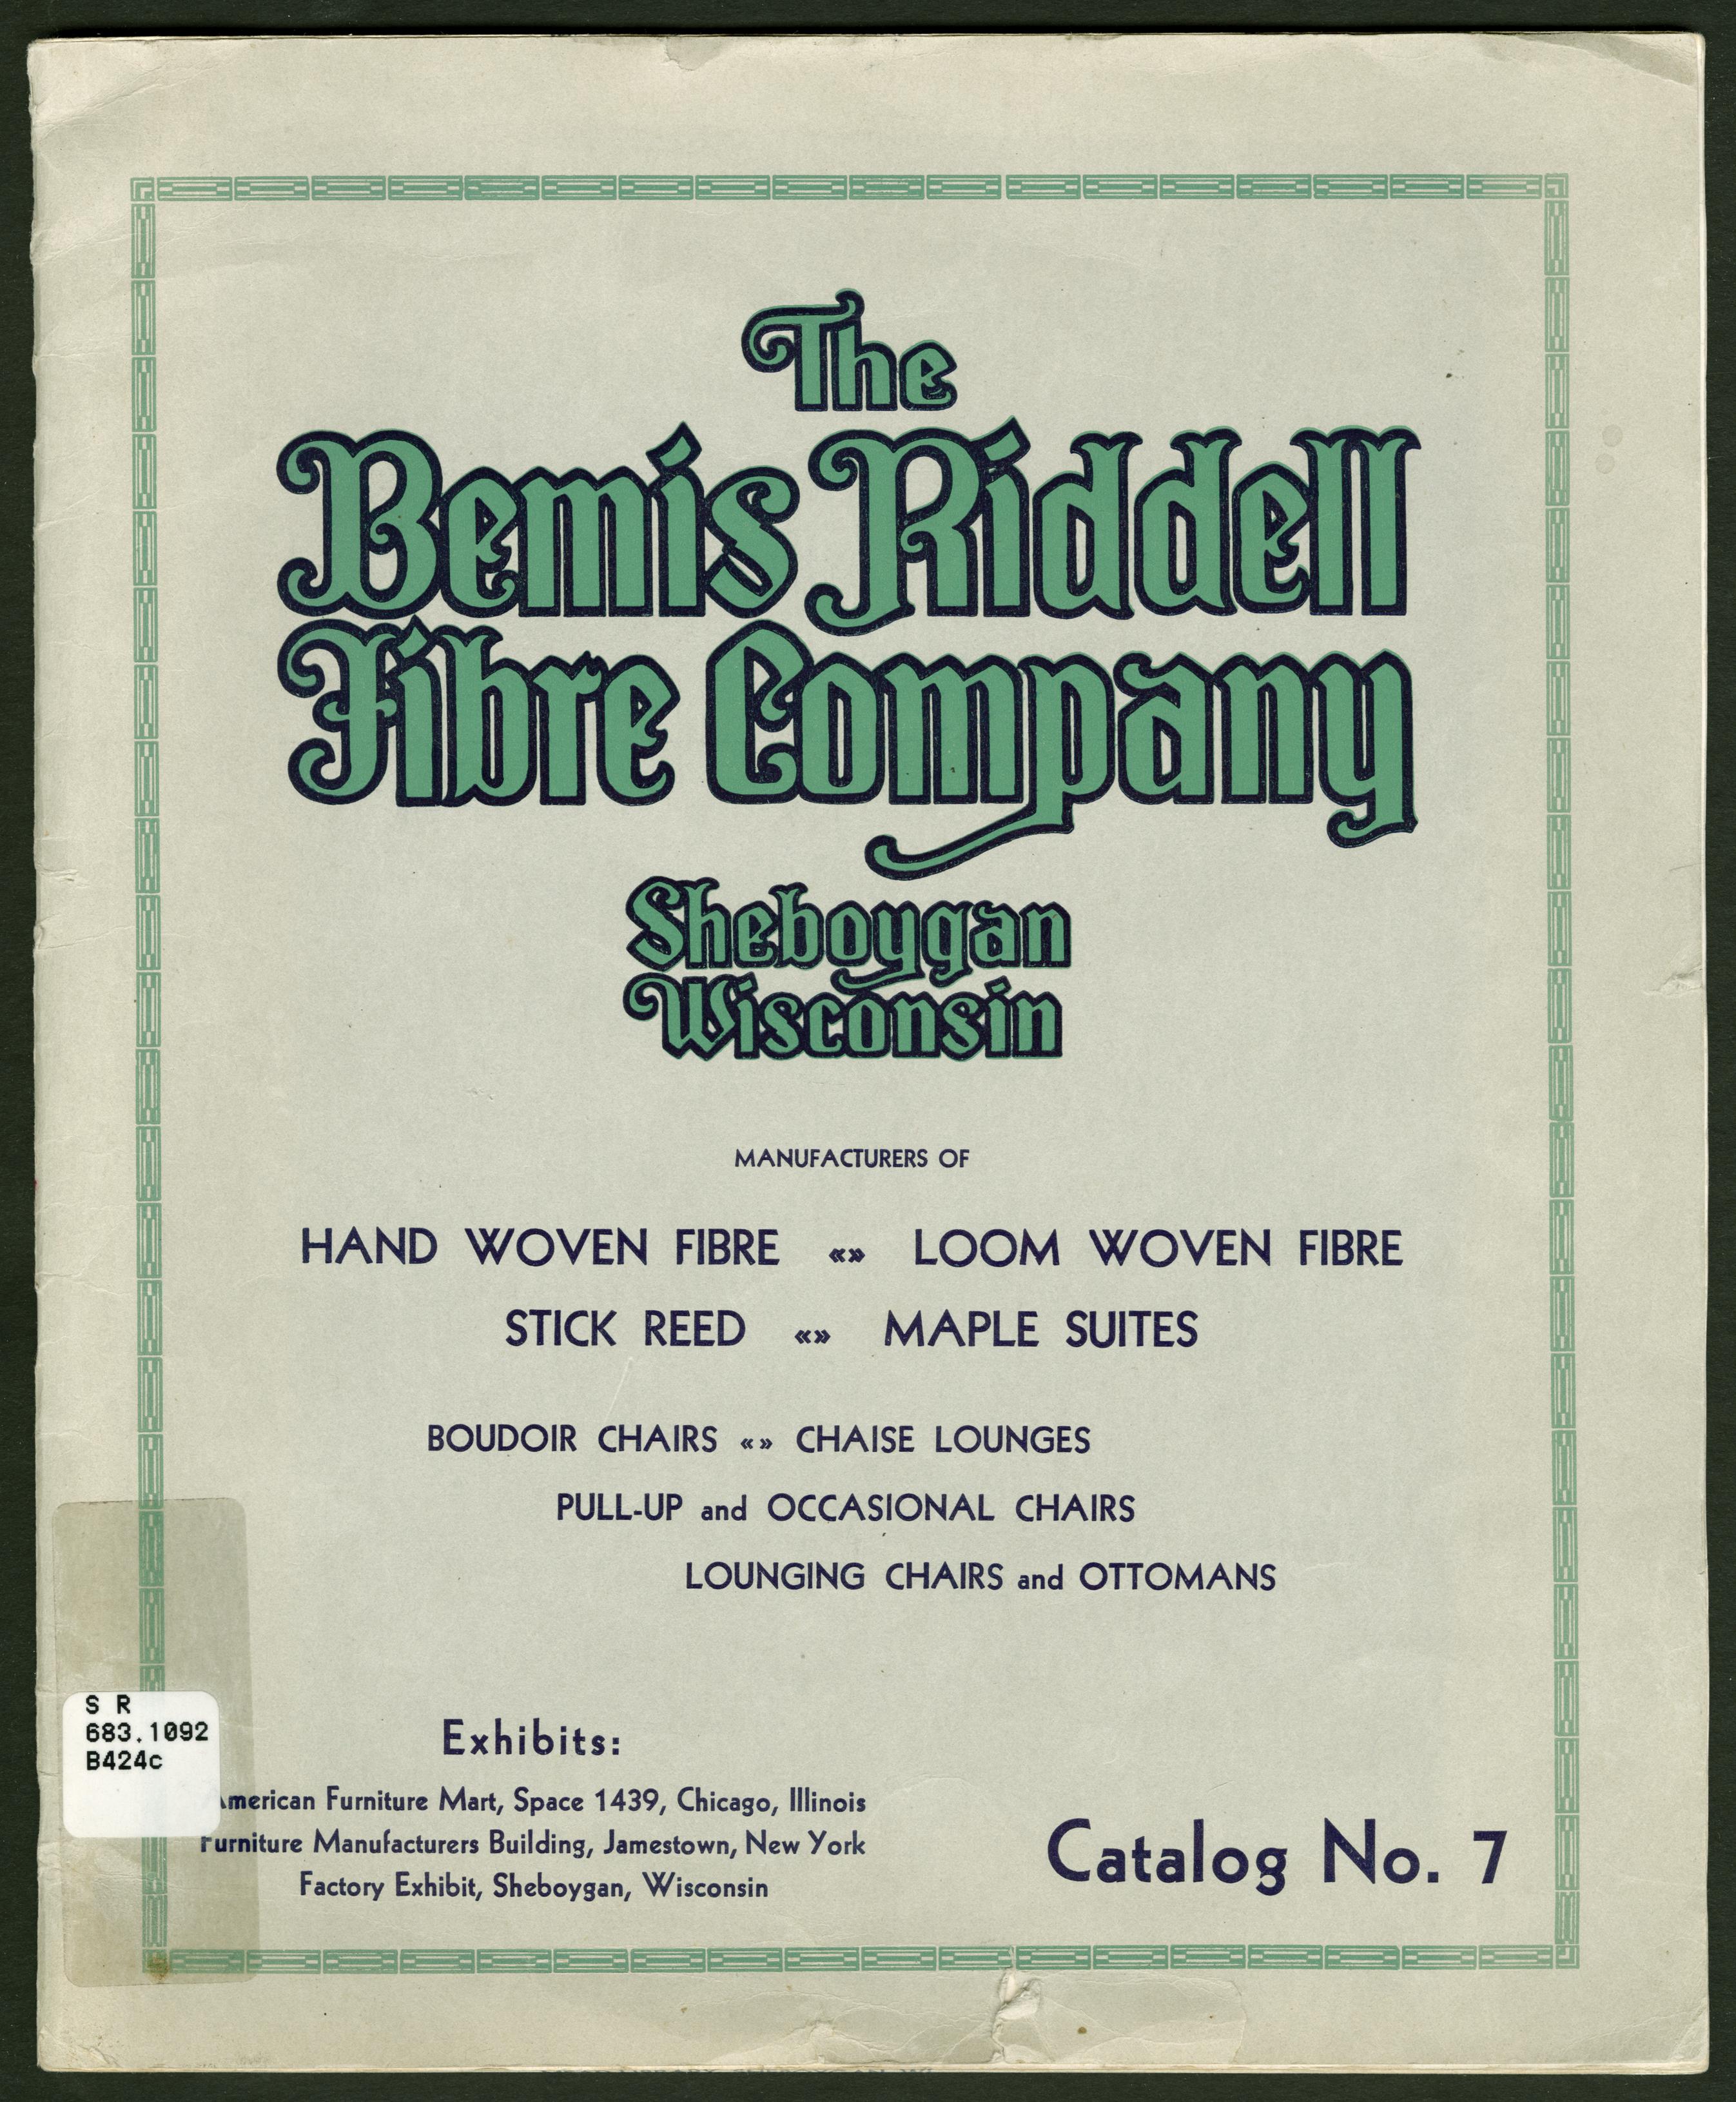 The
Bemis Riddell
Fibre Company
Sheboygan
Wisconsin
MANUFACTURERS OF
HAND WOVEN FIBRE «» LOOM WOVEN FIBRE
STICK REED «» MAPLE SUITES
BOUDOIR CHAIRS «» CHAISE LOUNGES
PULL-UP and OCCASIONAL CHAIRS
LOUNGING CHAIRS and OTTOMANS
S R
683.1092
B424c
Exhibits:
American Furniture Mart, Space 1439, Chicago, Illinois
Furniture Manufacturers Building, Jamestown, New York
Factory Exhibit, Sheboygan, Wisconsin
Catalog No. 7